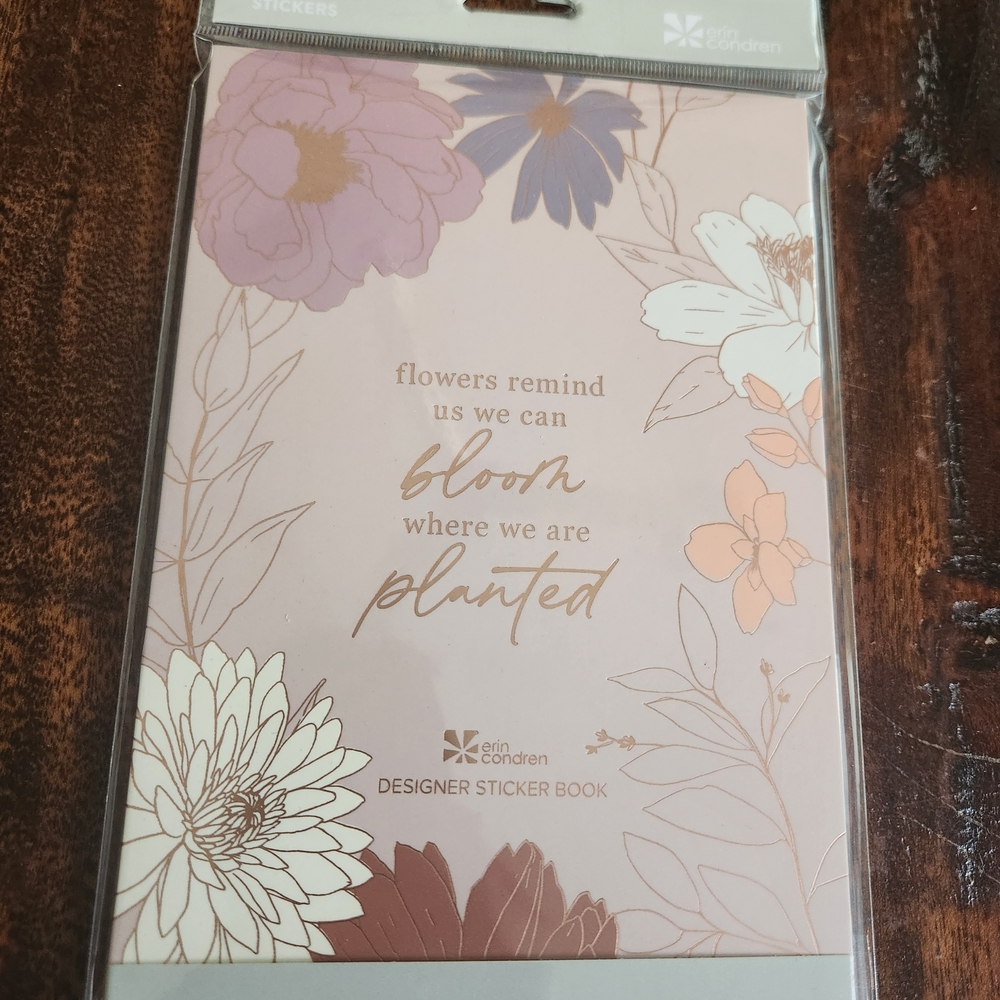 STICKERS
erin
condren
flowers remind
us we can
bloom
where we are
planted
erin
condren
DESIGNER STICKER BOOK